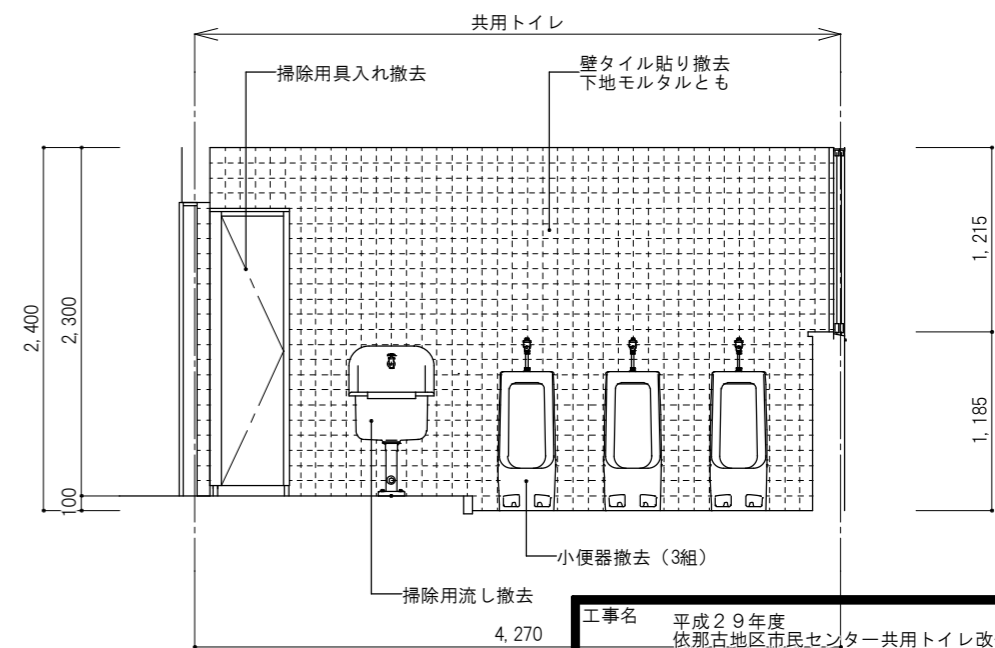 共用トイレ
掃除用具入れ撤去
壁タイル貼り撤去
下地モルタルとも
2,400
2,300
100
1,215
1,185
小便器撤去（3組）
掃除用流し撤去
4,270
工事名
平成２９年度
依那古地区市民センター共用トイレ改